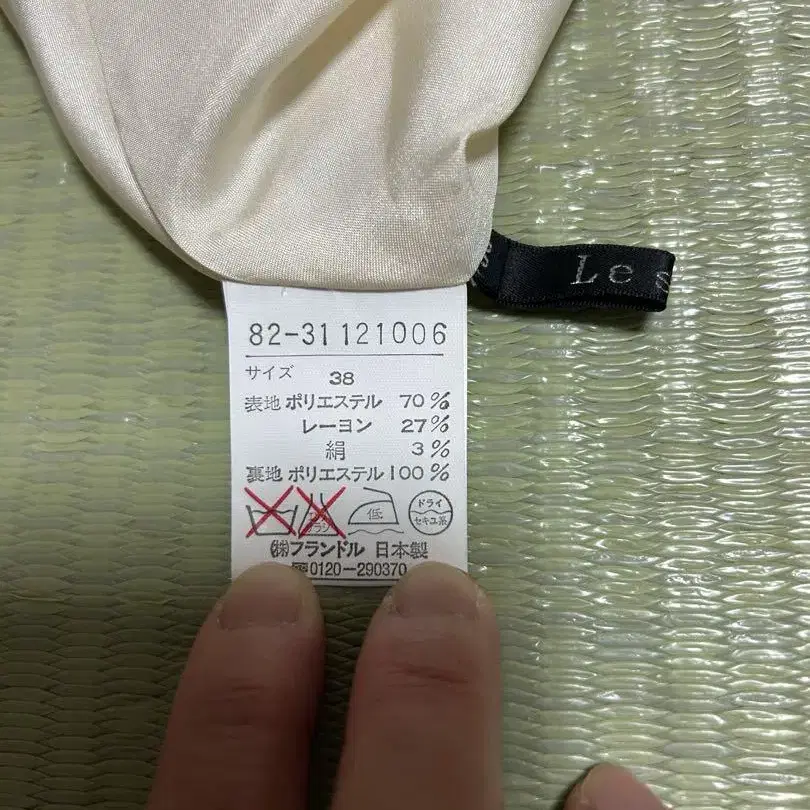 Le s
82-31121006
サイズ 38
表地 ポリエステル 70%
レーヨン 27%
絹 3%
裏地 ポリエステル 100%
低
ドライ
セキユ系
㈱フランドル 日本製
0120-290370